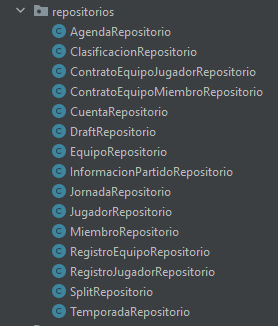 repositorios
AgendaRepositorio
ClasificacionRepositorio
ContratoEquipoJugadorRepositorio
ContratoEquipoMiembroRepositorio
CuentaRepositorio
DraftRepositorio
EquipoRepositorio
InformacionPartidoRepositorio
JornadaRepositorio
JugadorRepositorio
MiembroRepositorio
RegistroEquipoRepositorio
RegistroJugadorRepositorio
SplitRepositorio
TemporadaRepositorio